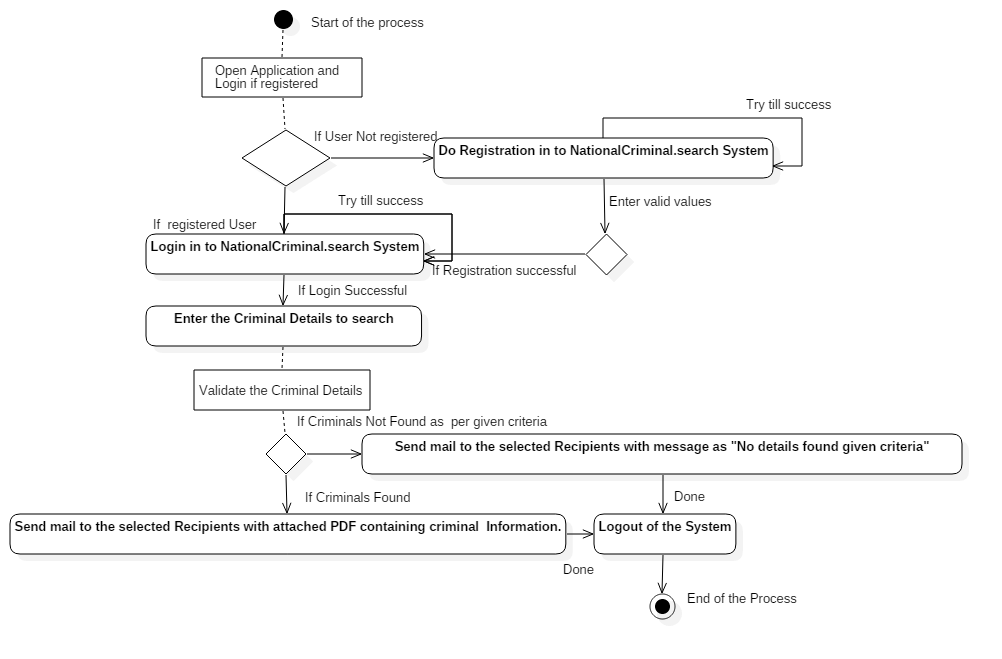 Start of the process
Open Application and
Login if registered
Try till success
If User Not registered
Do Registration in to NationalCriminal.search System
Try till success
Enter valid values
If  registered User
Login in to NationalCriminal.search System
If Registration successful
If Login Successful
Enter the Criminal Details to search
Validate the Criminal Details
If Criminals Not Found as  per given criteria
Send mail to the selected Recipients with message as "No details found given criteria"
If Criminals Found
Done
Send mail to the selected Recipients with attached PDF containing criminal  Information.
Logout of the System
Done
End of the Process